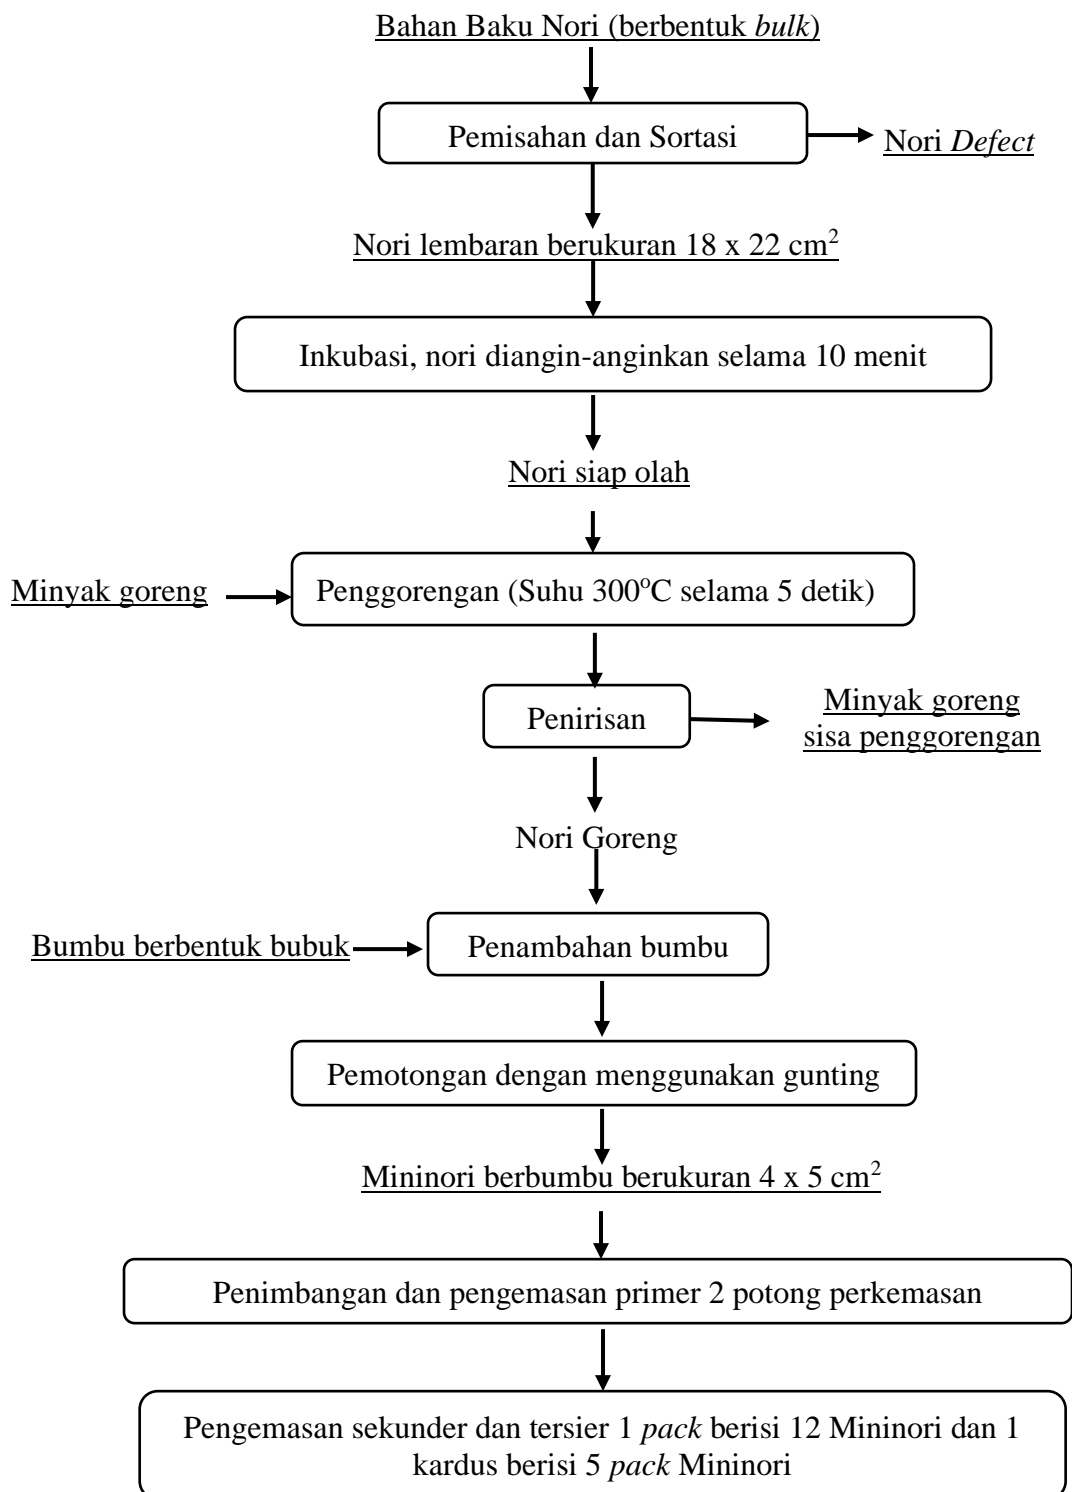 Bahan Baku Nori (berbentuk bulk)
Pemisahan dan Sortasi
Nori Defect
Nori lembaran berukuran 18 x 22 cm²
Inkubasi, nori diangin-anginkan selama 10 menit
Nori siap olah
Minyak goreng
Penggorengan (Suhu 300°C selama 5 detik)
Penirisan
Minyak goreng
sisa penggorengan
Nori Goreng
Bumbu berbentuk bubuk
Penambahan bumbu
Pemotongan dengan menggunakan gunting
Mininori berbumbu berukuran 4 x 5 cm²
Penimbangan dan pengemasan primer 2 potong perkemasan
Pengemasan sekunder dan tersier 1 pack berisi 12 Mininori dan 1
kardus berisi 5 pack Mininori